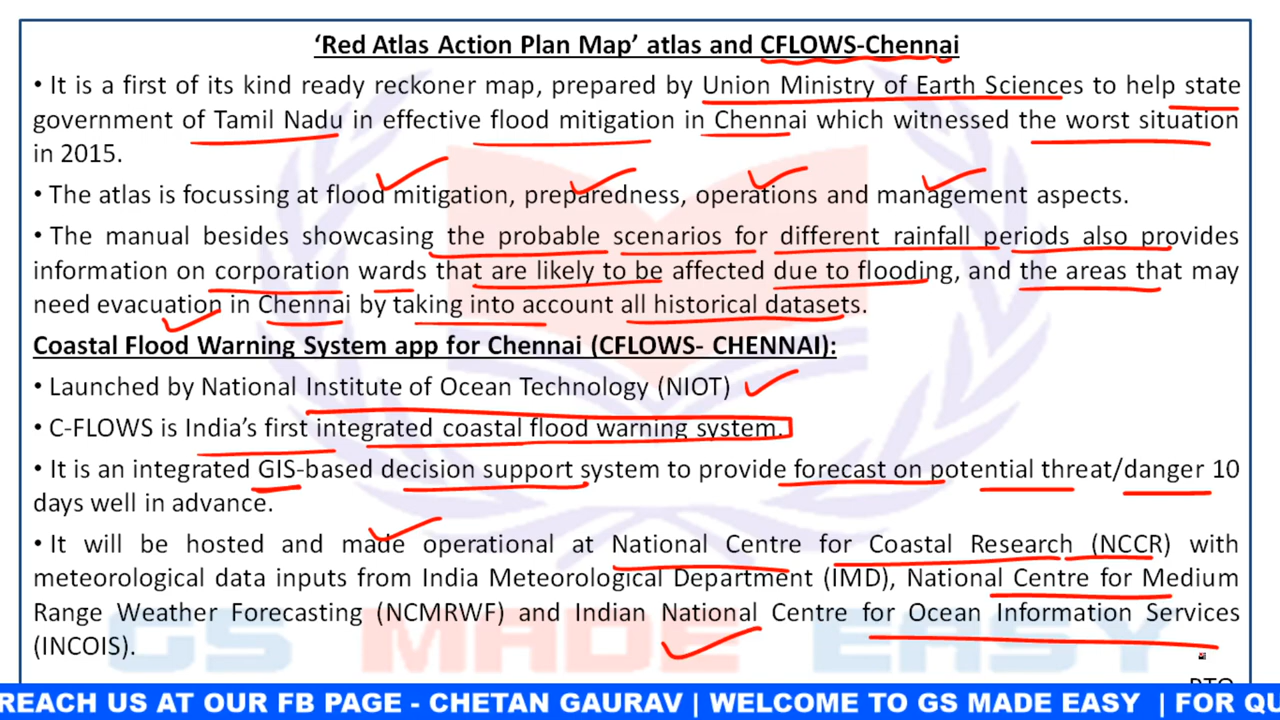 ‘Red Atlas Action Plan Map’ atlas and CFLOWS-Chennai
• It is a first of its kind ready reckoner map, prepared by Union Ministry of Earth Sciences to help state
government of Tamil Nadu in effective flood mitigation in Chennai which witnessed the worst situation
in 2015.
• The atlas is focussing at flood mitigation, preparedness, operations and management aspects.
• The manual besides showcasing the probable scenarios for different rainfall periods also provides
information on corporation wards that are likely to be affected due to flooding, and the areas that may
need evacuation in Chennai by taking into account all historical datasets.
Coastal Flood Warning System app for Chennai (CFLOWS- CHENNAI):
• Launched by National Institute of Ocean Technology (NIOT)
• C-FLOWS is India’s first integrated coastal flood warning system.
• It is an integrated GIS-based decision support system to provide forecast on potential threat/danger 10
days well in advance.
• It will be hosted and made operational at National Centre for Coastal Research (NCCR) with
meteorological data inputs from India Meteorological Department (IMD), National Centre for Medium
Range Weather Forecasting (NCMRWF) and Indian National Centre for Ocean Information Services
(INCOIS).
GS MADE EASY
REACH US AT OUR FB PAGE - CHETAN GAURAV | WELCOME TO GS MADE EASY | FOR QU